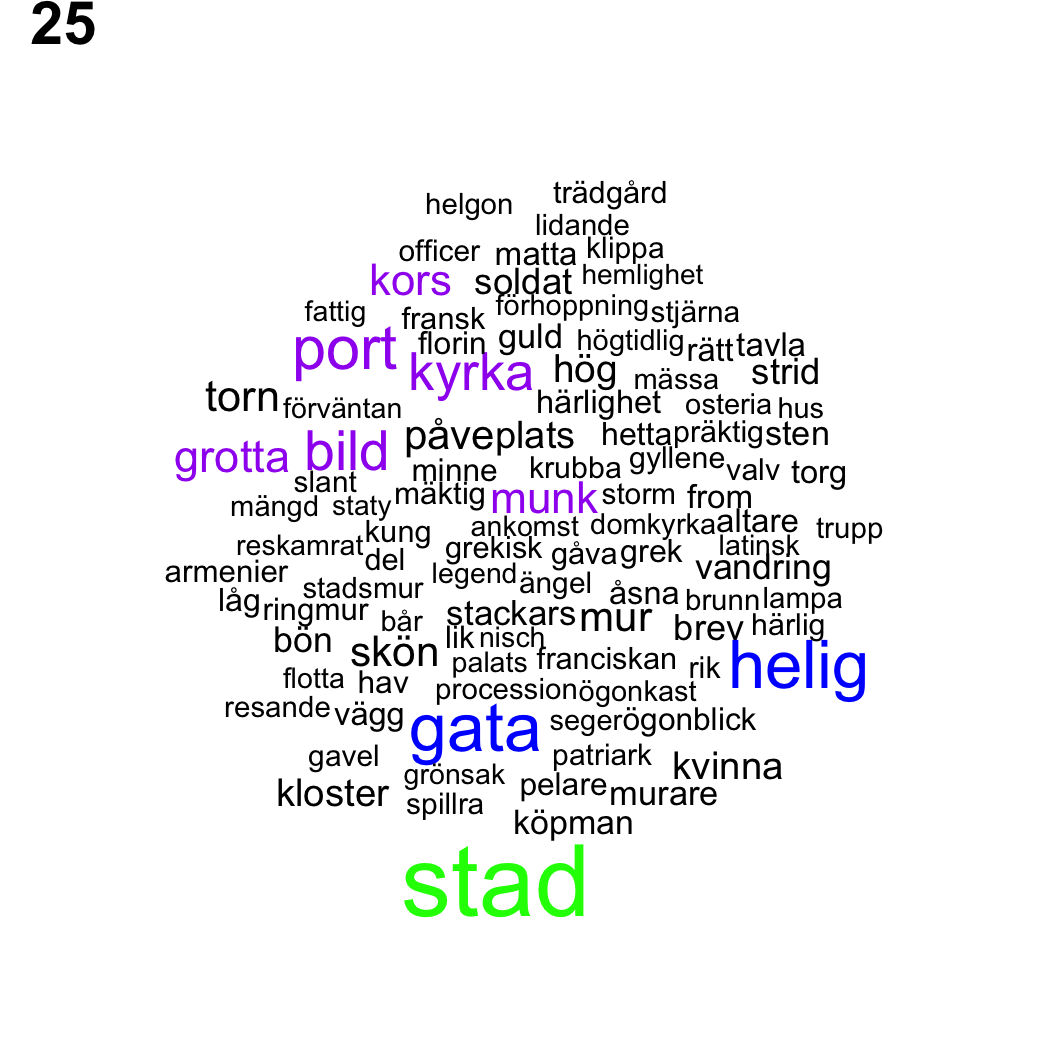 25
helgon trädgård
lidande
officer matta klippa
kors soldat hemlighet
fattig fransk förhoppning stjärna
port florin guld högtidlig rätt tavla
kyrka hög mässa strid
torn förväntan härlighet osteria hus
grotta bild påve plats hetta präktig sten
minne krubba gyllene valv torg
slant mäktig munk storm from
mängd staty ankomst domkyrka altare trupp
reskamrat kung del grekisk gåva grek latinsk
armenier stadsmur legend ängel vandring
låg ringmur bår stackars åsna mur brunn lampa
bön skön lik nisch brev härlig
palats franciskan rik helig
flotta hav procession ögonkast
resande vägg gata seger ögonblick
gavel grönsak patriark kvinna
kloster spillra pelare murare
köpman
stad